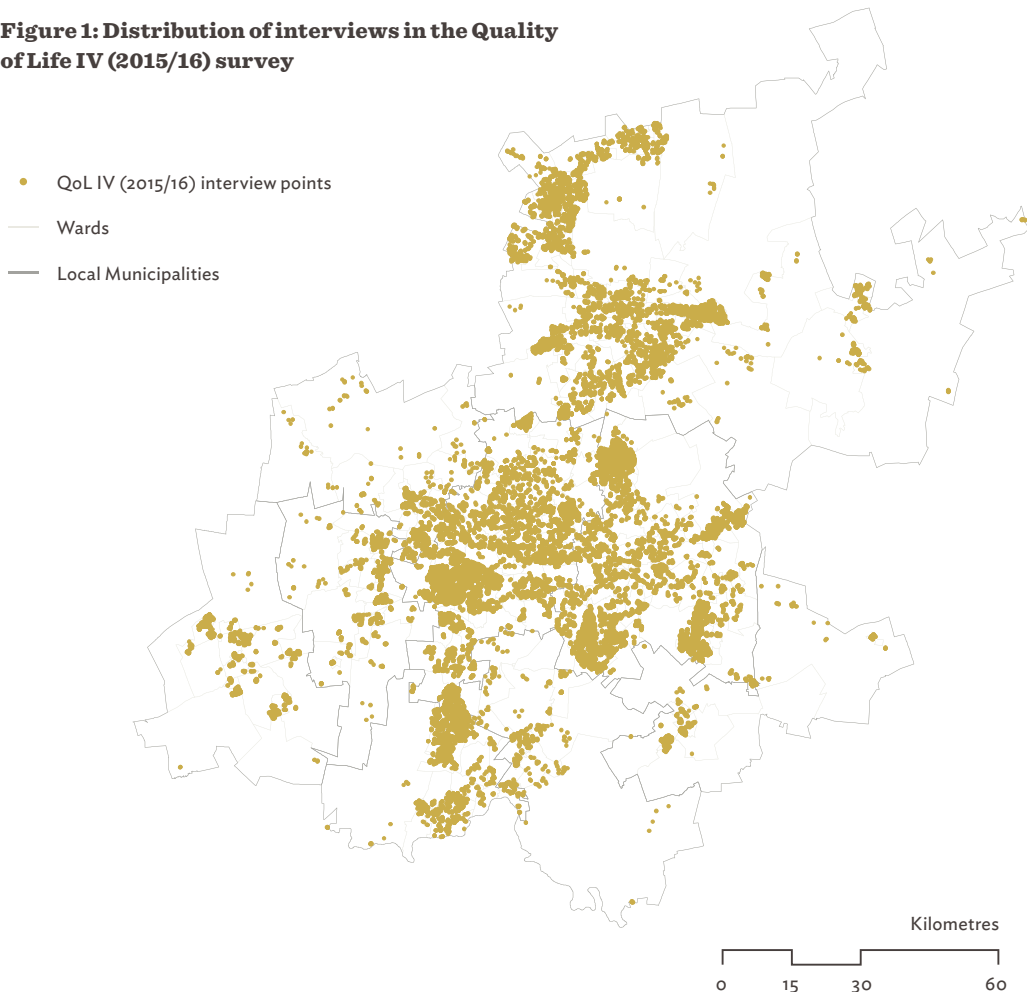 Figure 1: Distribution of interviews in the Quality
of Life IV (2015/16) survey
QoL IV (2015/16) interview points
Wards
Local Municipalities
Kilometres
0 15 30 60